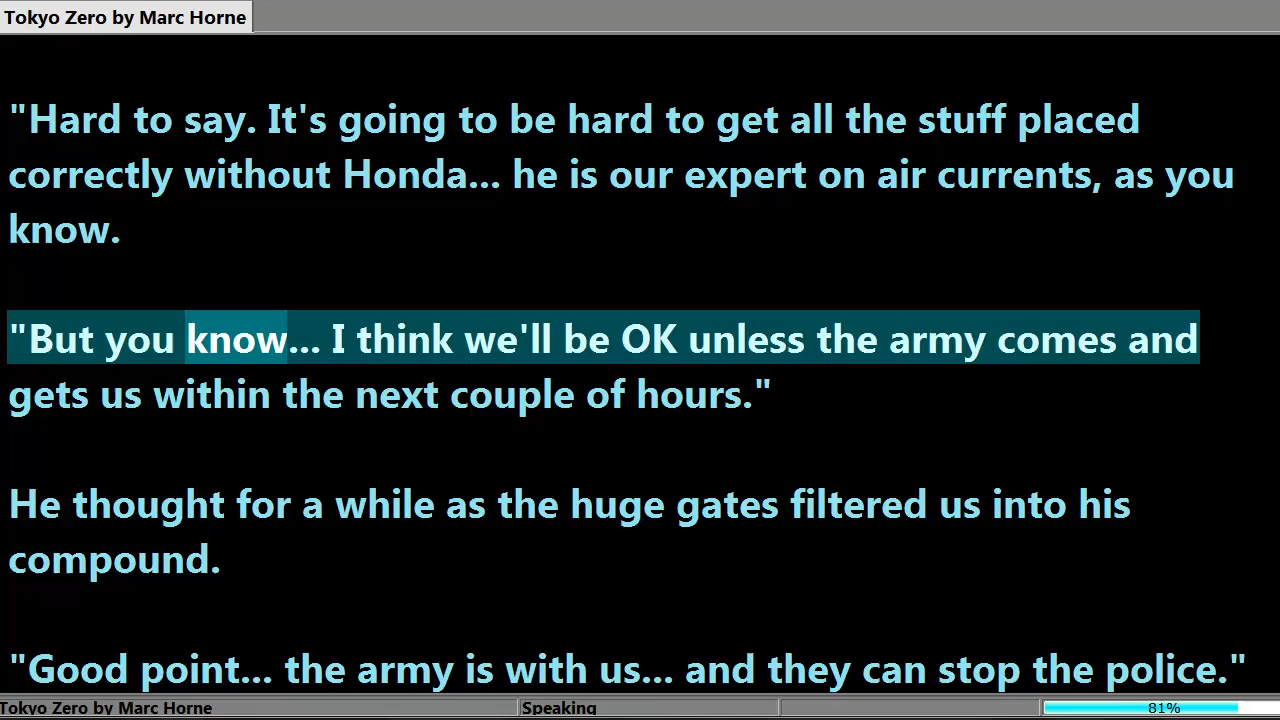 Tokyo Zero by Marc Horne
"Hard to say. It's going to be hard to get all the stuff placed
correctly without Honda... he is our expert on air currents, as you
know.
"But you know... I think we'll be OK unless the army comes and
gets us within the next couple of hours."
He thought for a while as the huge gates filtered us into his
compound.
"Good point... the army is with us... and they can stop the police."
Tokyo Zero by Marc Horne
Speaking
81%